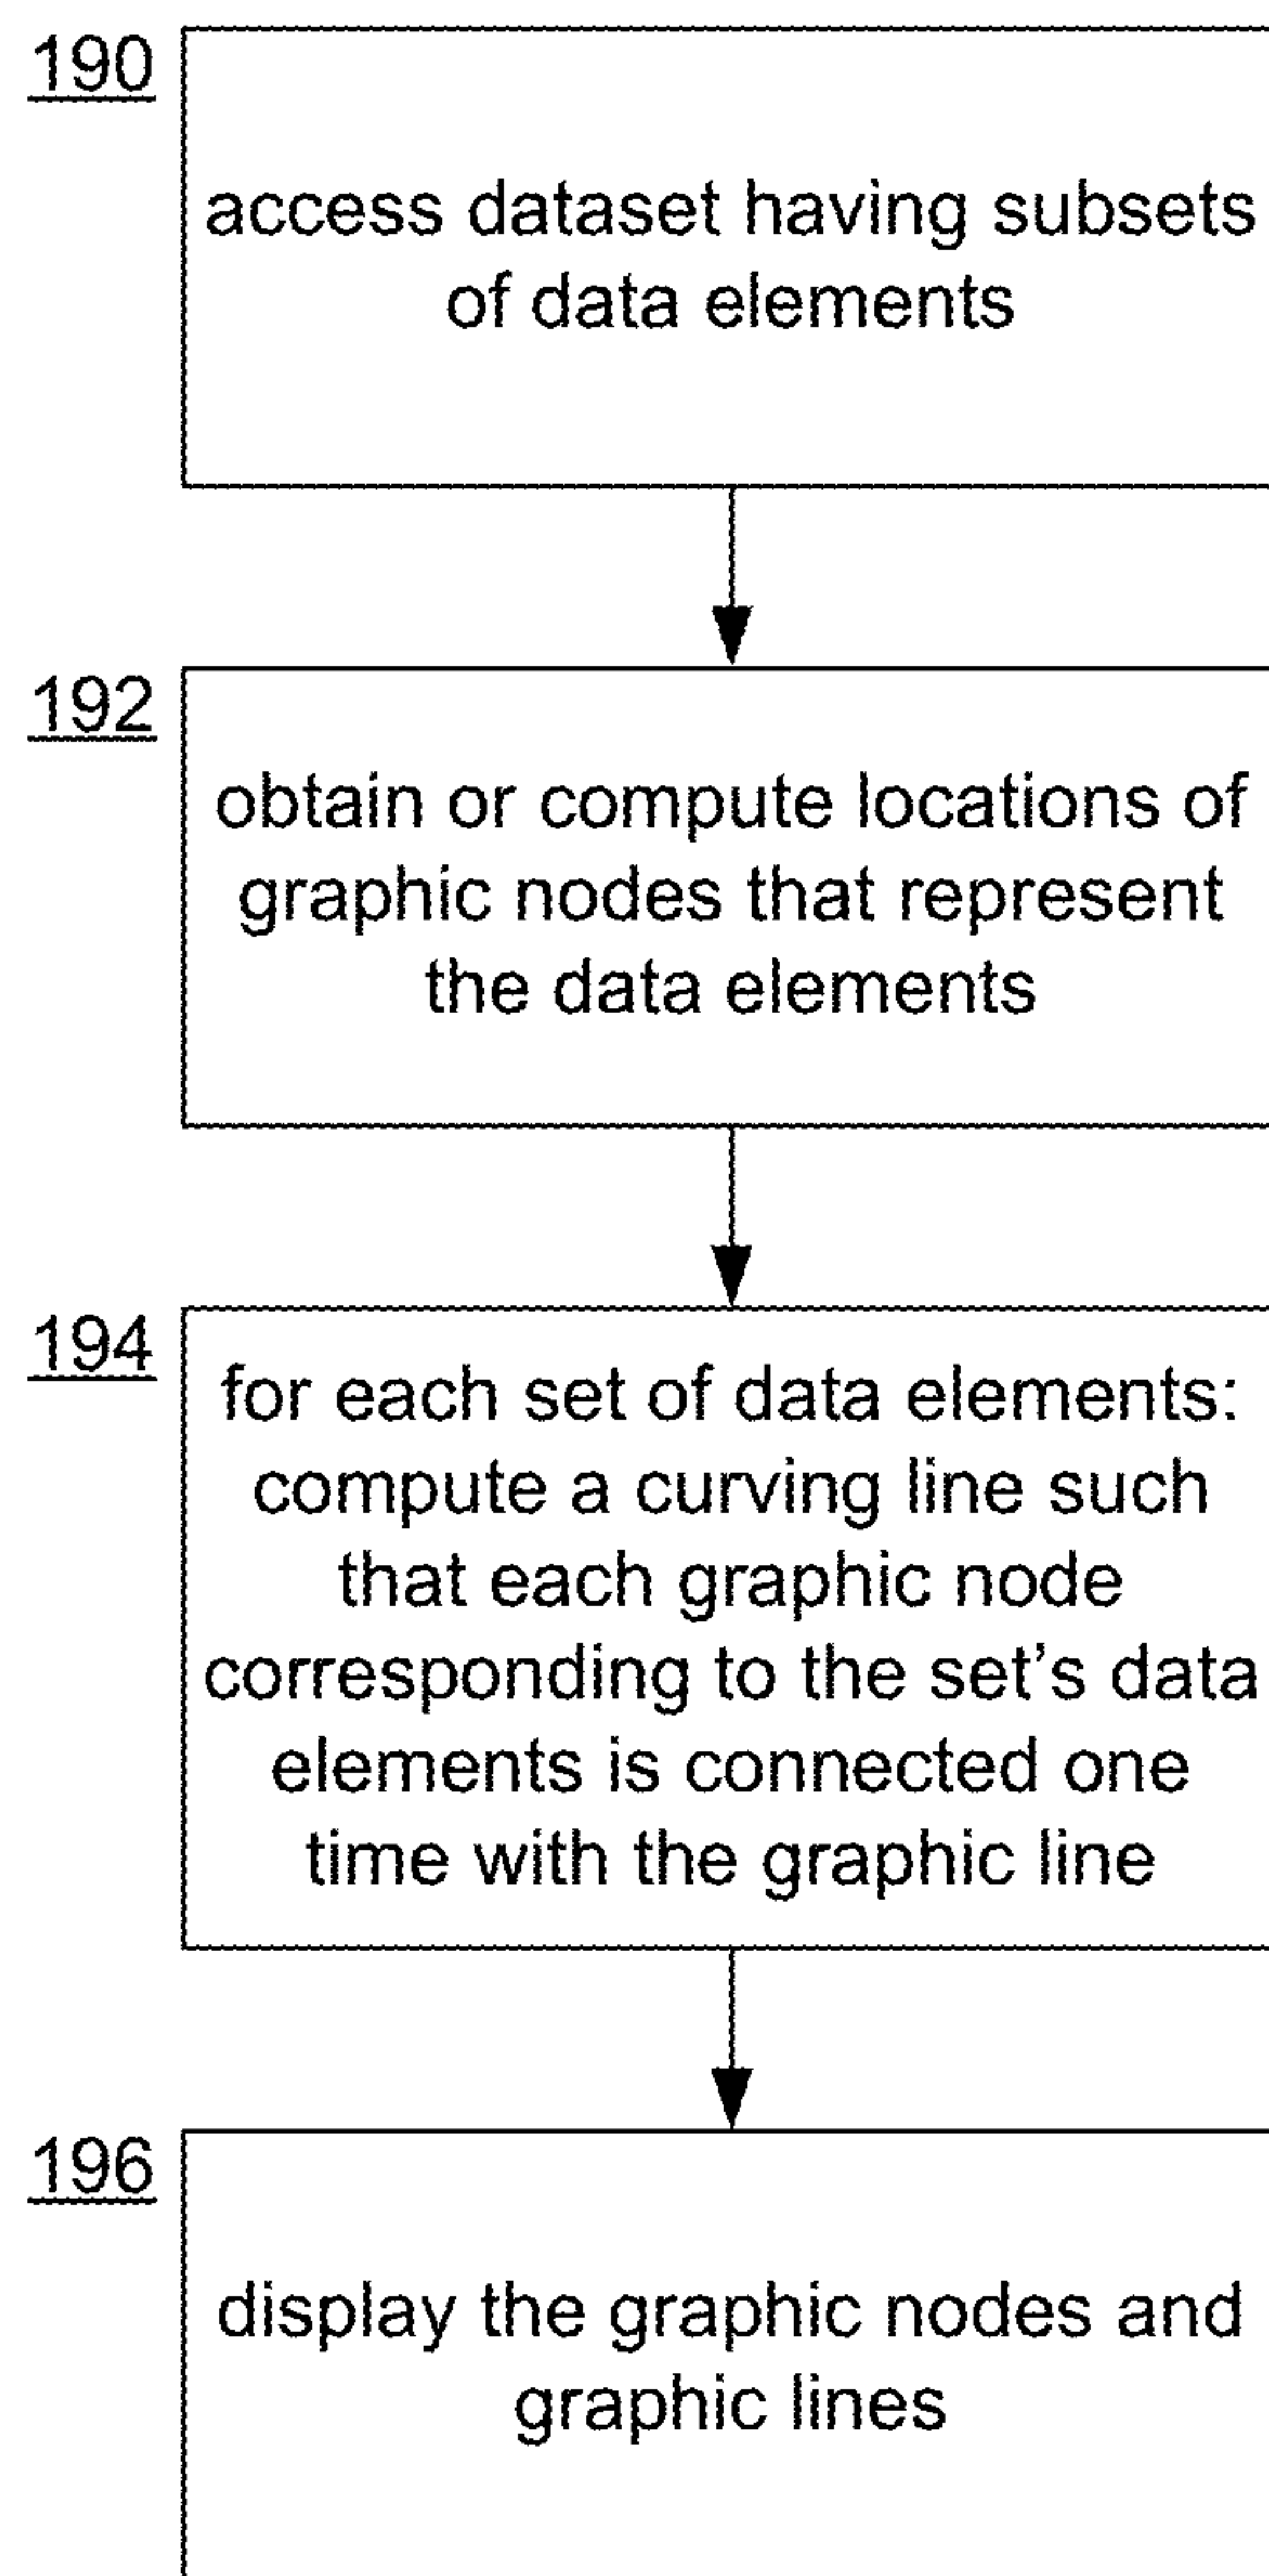 190
access dataset having subsets
of data elements
192
obtain or compute locations of
graphic nodes that represent
the data elements
194
for each set of data elements:
compute a curving line such
that each graphic node
corresponding to the set’s data
elements is connected one
time with the graphic line
196
display the graphic nodes and
graphic lines